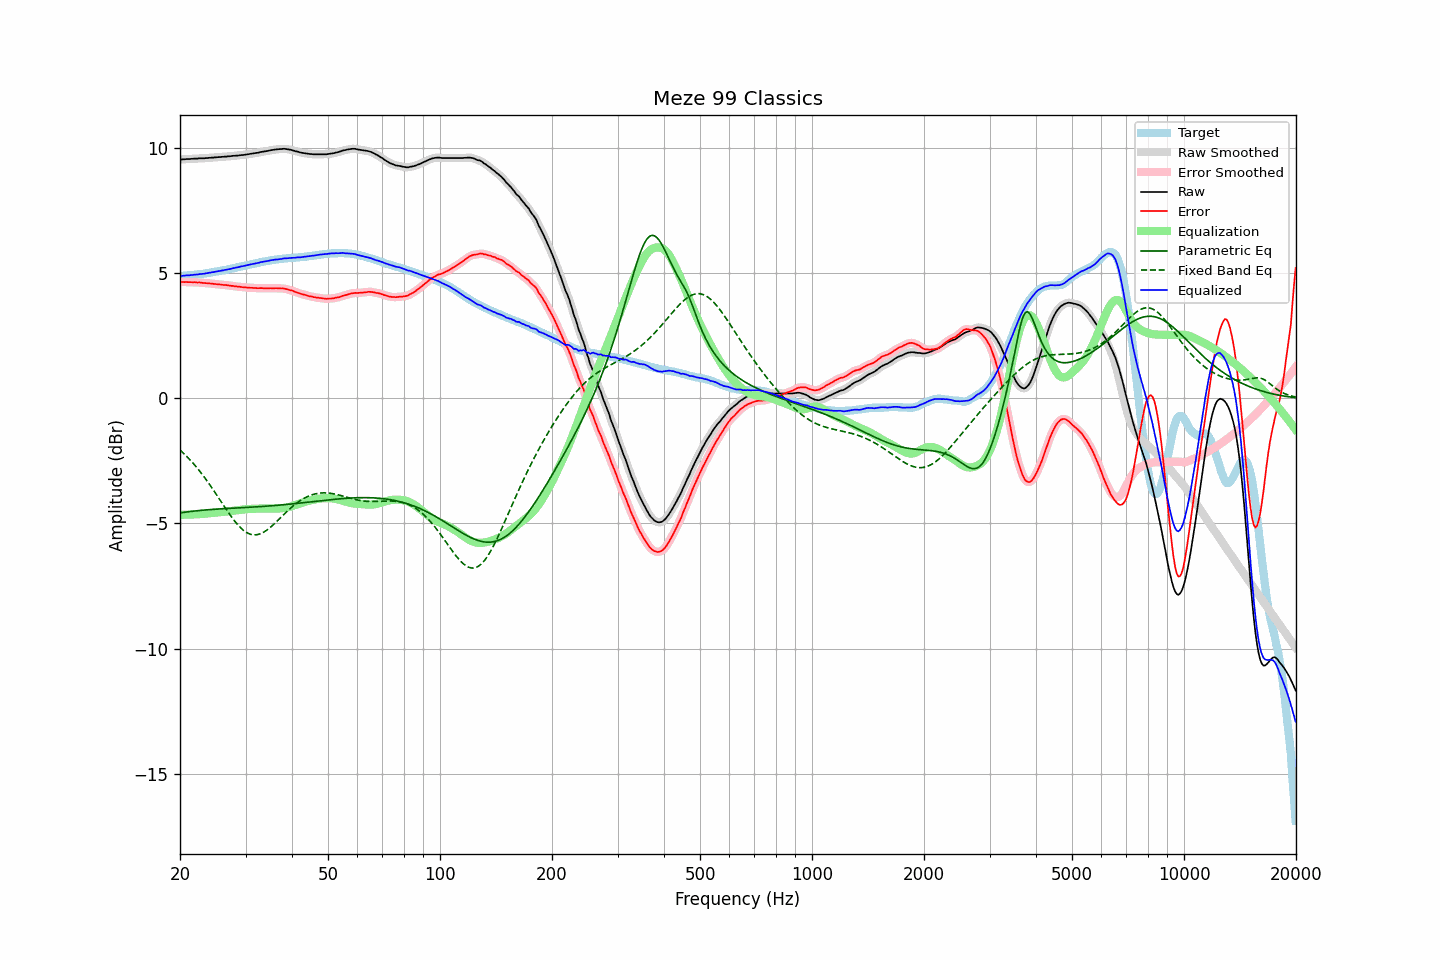 Meze 99 Classics
Target
Raw Smoothed
Error Smoothed
Raw
Error
Equalization
Parametric Eq
Fixed Band Eq
Equalized
10
5
0
−5
−10
−15
Amplitude (dBr)
20
50
100
200
500
1000
2000
5000
10000
20000
Frequency (Hz)